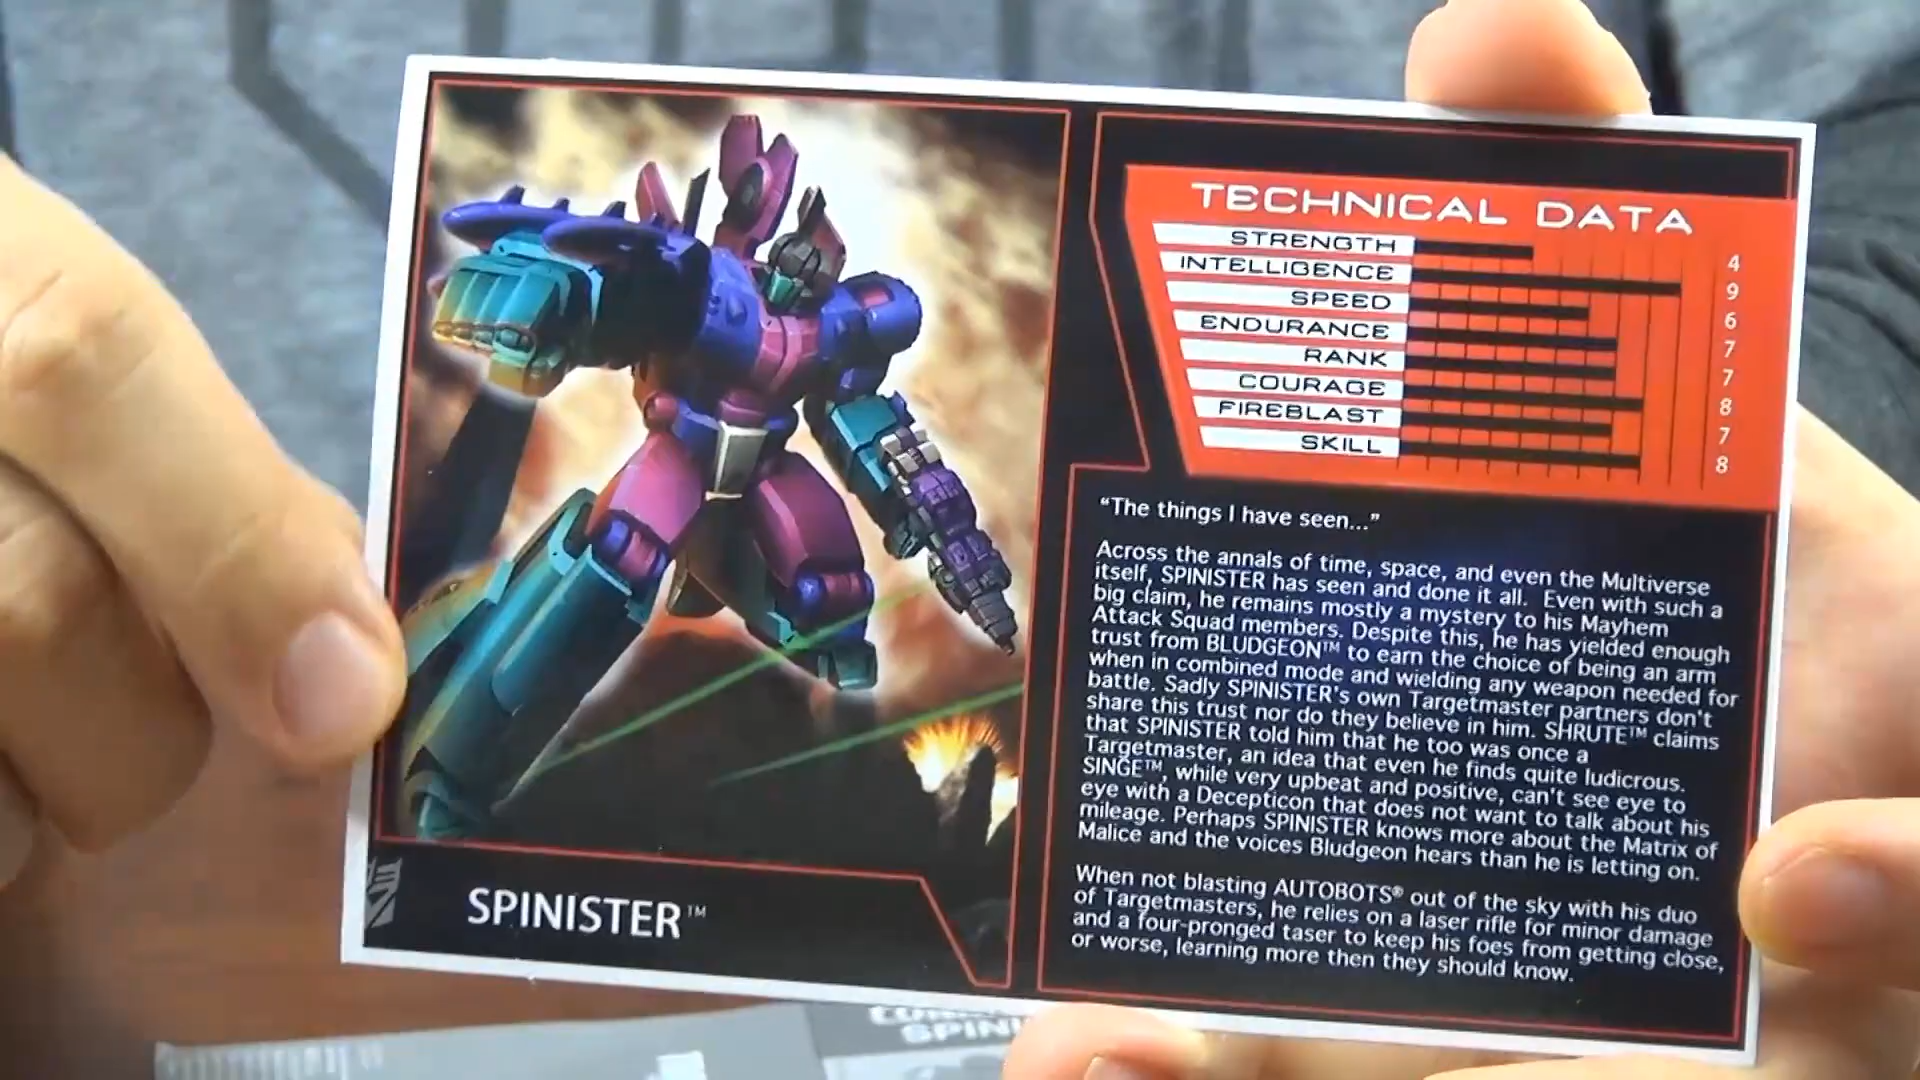 TECHNICAL DATA
STRENGTH 4
INTELLIGENCE 9
SPEED 6
ENDURANCE 7
RANK 7
COURAGE 8
FIREBLAST 7
SKILL 8
“The things I have seen...”
Across the annals of time, space, and even the Multiverse
itself, SPINISTER has seen and done it all. Even with such a
big claim, he remains mostly a mystery to his Mayhem
Attack Squad members. Despite this, he has yielded enough
trust from BLUDGEON™ to earn the choice of being an arm
when in combined mode and wielding any weapon needed for
battle. Sadly SPINISTER's own Targetmaster partners don't
share this trust nor do they believe in him. SHRUTE™ claims
that SPINISTER told him that he too was once a
Targetmaster, an idea that even he finds quite ludicrous.
SINGE™, while very upbeat and positive, can't see eye to
eye with a Decepticon that does not want to talk about his
mileage. Perhaps SPINISTER knows more about the Matrix of
Malice and the voices Bludgeon hears than he is letting on.
When not blasting AUTOBOTS® out of the sky with his duo
of Targetmasters, he relies on a laser rifle for minor damage
and a four-pronged taser to keep his foes from getting close,
or worse, learning more then they should know.
SPINISTER™